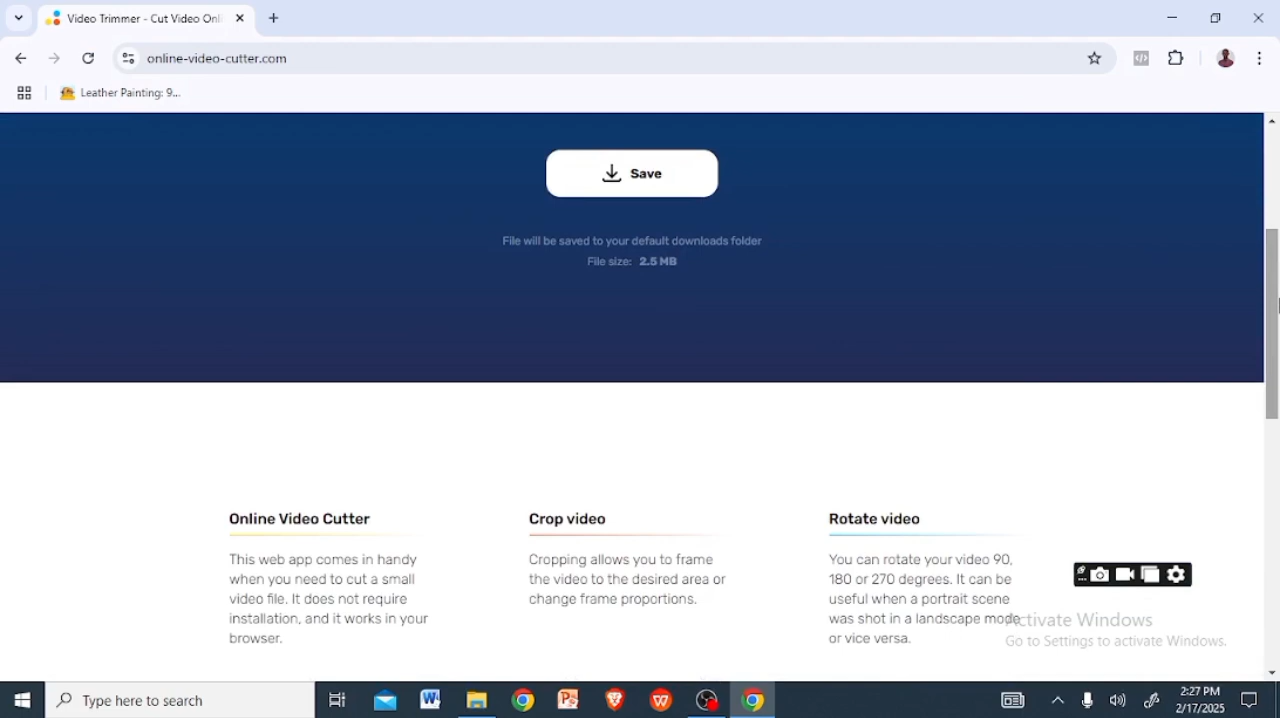 Video Trimmer - Cut Video Onli
online-video-cutter.com
Leather Painting: 9...
Save
File will be saved to your default downloads folder
File size: 2.5 MB
Online Video Cutter
This web app comes in handy
when you need to cut a small
video file. It does not require
installation, and it works in your
browser.
Crop video
Cropping allows you to frame
the video to the desired area or
change frame proportions.
Rotate video
You can rotate your video 90,
180 or 270 degrees. It can be
useful when a portrait scene
was shot in a landscape mode
or vice versa.
Activate Windows
Go to Settings to activate Windows.
Type here to search
2:27 PM
2/17/2025